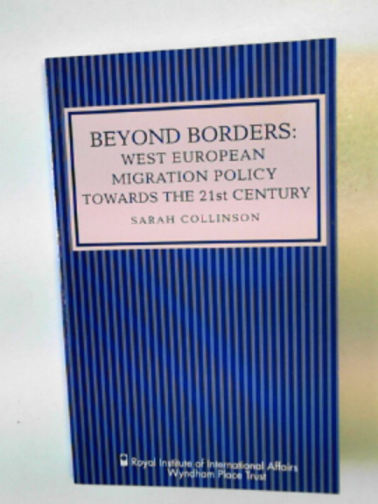 BEYOND BORDERS:
WEST EUROPEAN
MIGRATION POLICY
TOWARDS THE 21st CENTURY
SARAH COLLINSON
Royal Institute of International Affairs
Wyndham Place Trust